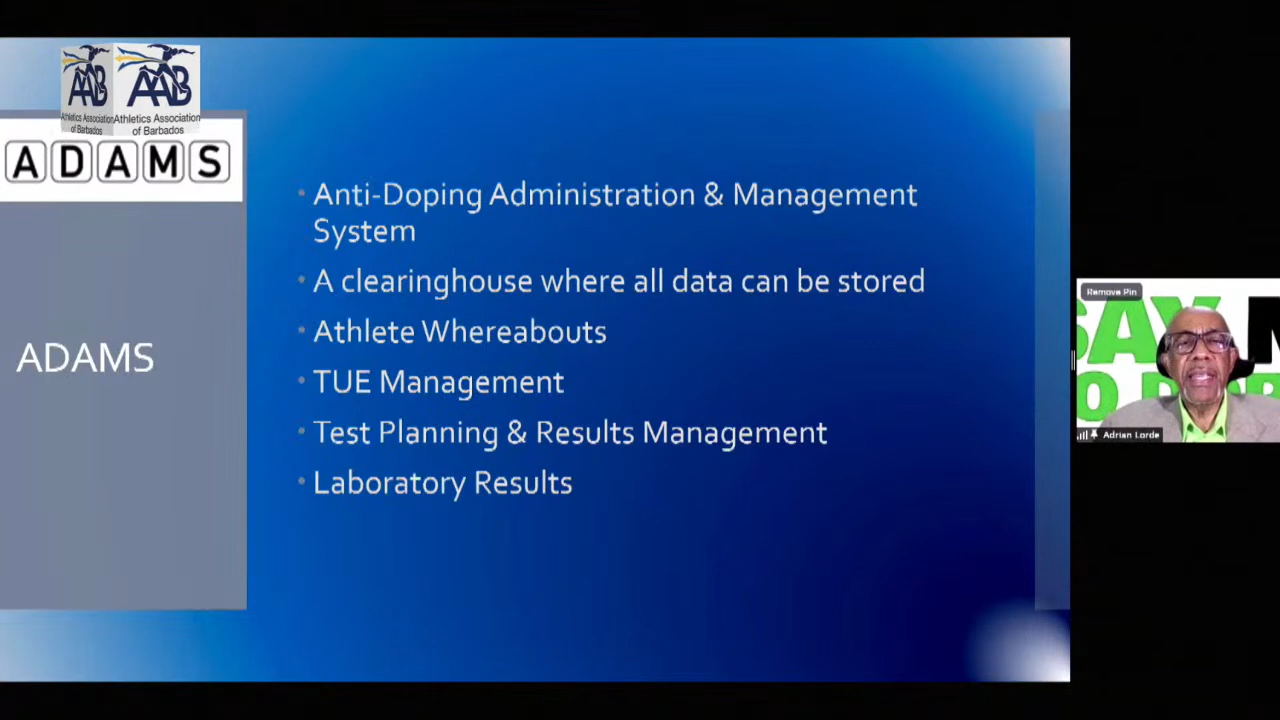 AAB
Athletics Association
of Barbados
AAB
Athletics Association
of Barbados
ADAMS
ADAMS
Anti-Doping Administration & Management
System
A clearinghouse where all data can be stored
Athlete Whereabouts
TUE Management
Test Planning & Results Management
Laboratory Results
Remove Pin
SAY
Adrian Lorde